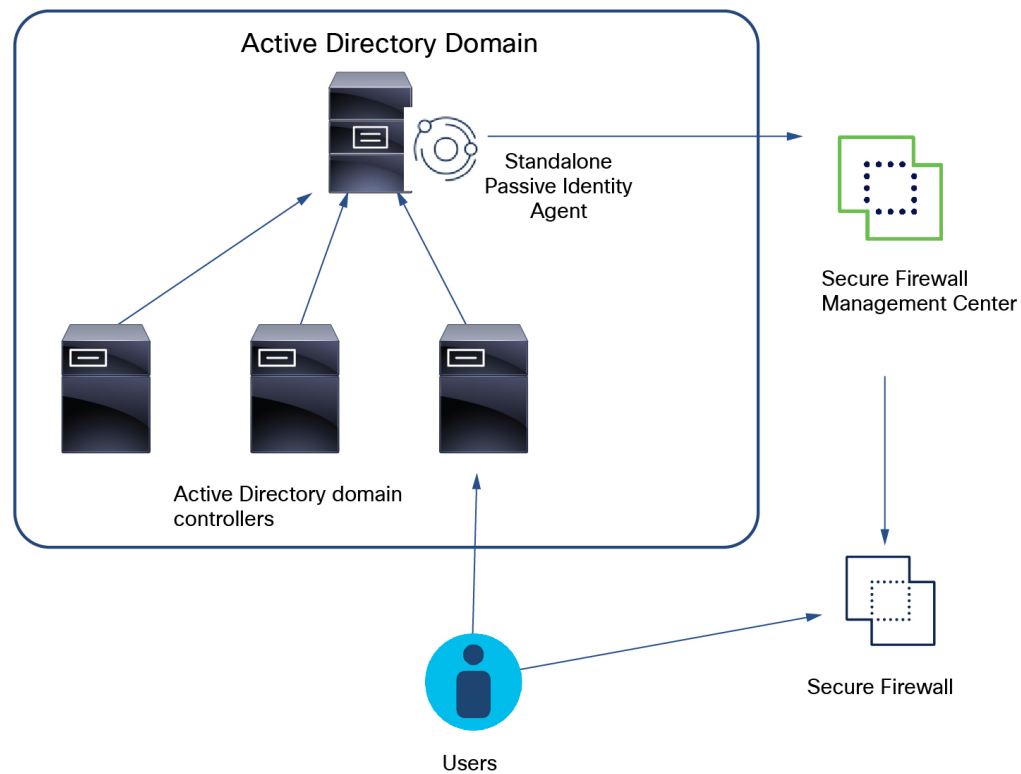 Active Directory Domain
Standalone
Passive Identity
Agent
Secure Firewall
Management Center
Active Directory domain
controllers
Secure Firewall
Users